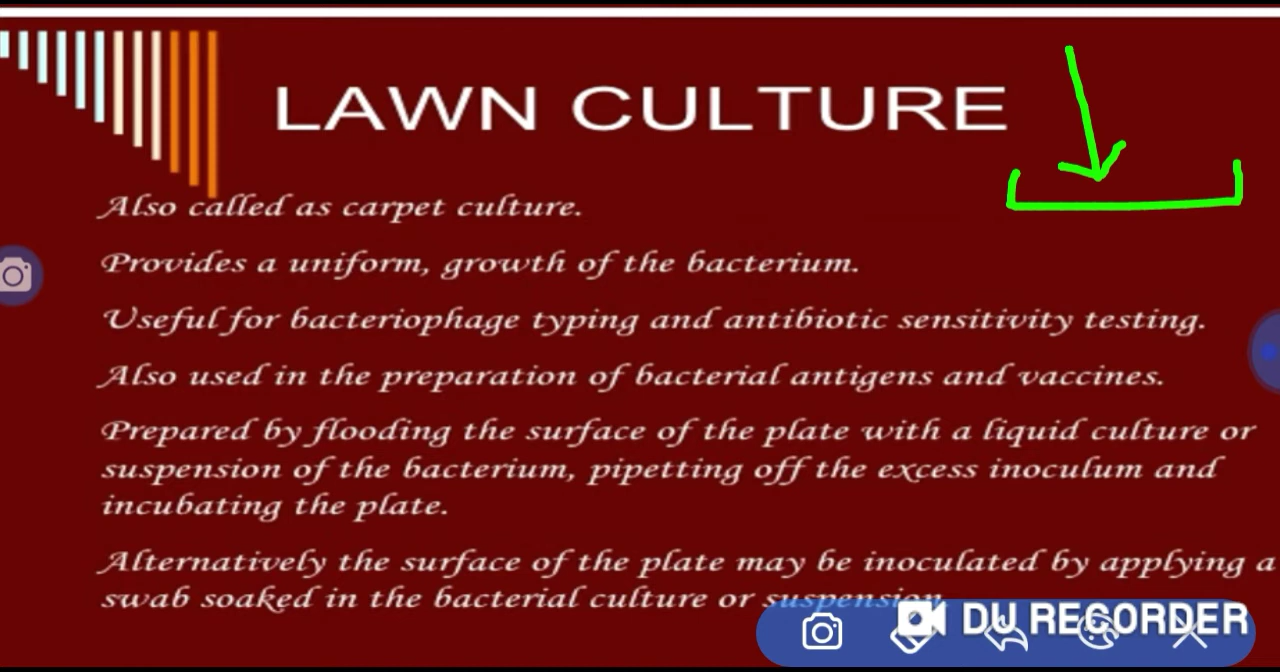 LAWN CULTURE
Also called as carpet culture.
Provides a uniform, growth of the bacterium.
Useful for bacteriophage typing and antibiotic sensitivity testing.
Also used in the preparation of bacterial antigens and vaccines.
Prepared by flooding the surface of the plate with a liquid culture or
suspension of the bacterium, pipetting off the excess inoculum and
incubating the plate.
Alternatively the surface of the plate may be inoculated by applying a
swab soaked in the bacterial culture or suspension.
DU RECORDER